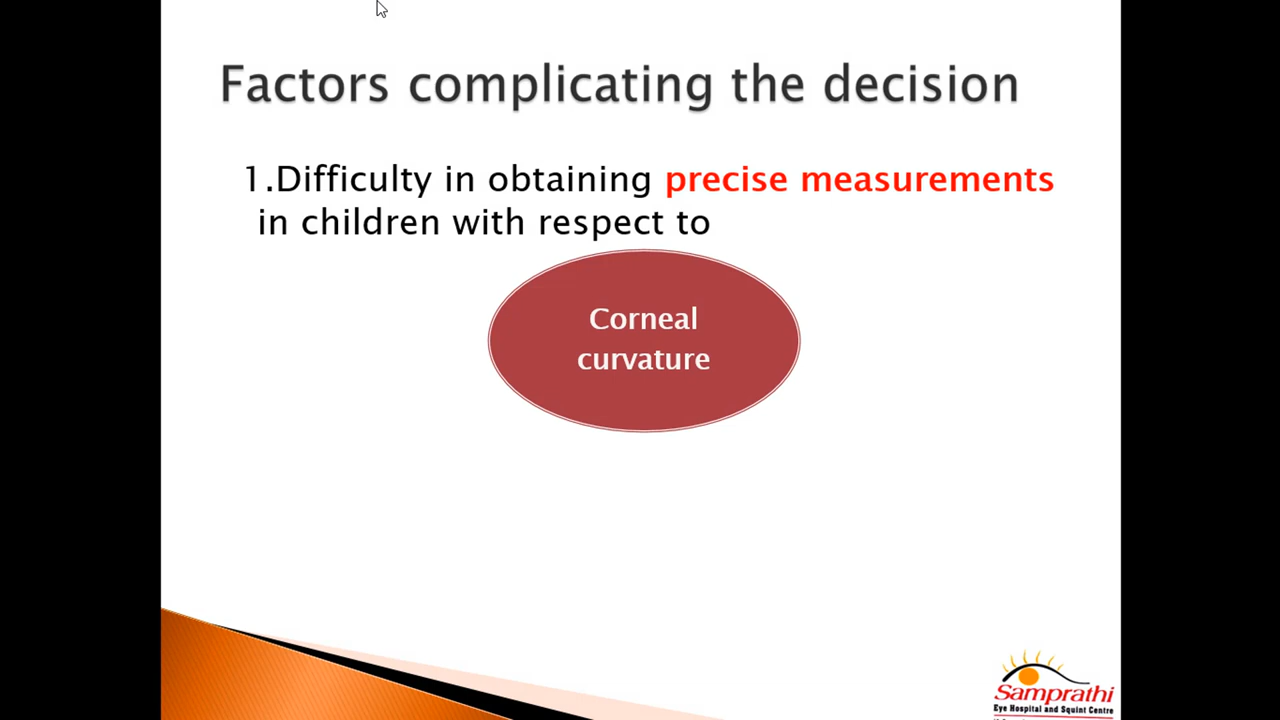 Factors complicating the decision
1.Difficulty in obtaining precise measurements
in children with respect to
Corneal
curvature
Samprathi
Eye Hospital and Squint Centre